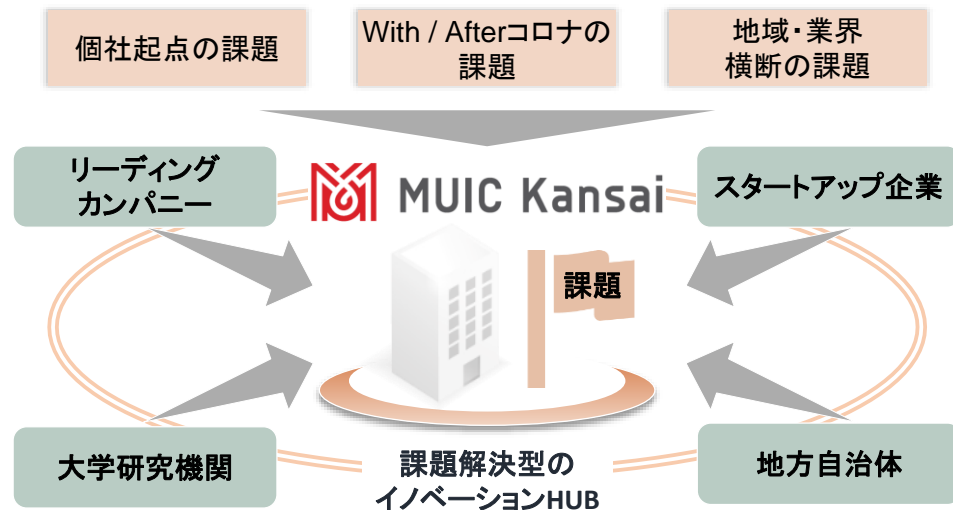 個社起点の課題
With / Afterコロナの
課題
地域・業界
横断の課題
リーディング
カンパニー
MUIC Kansai
スタートアップ企業
課題
大学研究機関
課題解決型の
イノベーションHUB
地方自治体